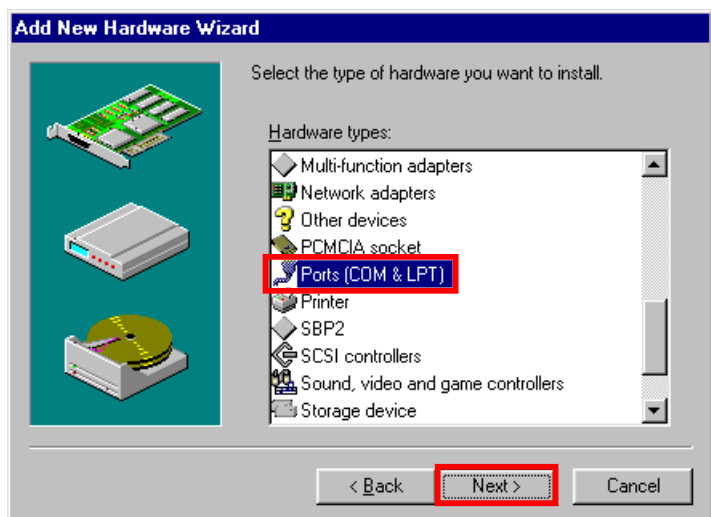 Add New Hardware Wizard
Select the type of hardware you want to install.
Hardware types:
Multi-function adapters
Network adapters
Other devices
PCMCIA socket
Ports (COM & LPT)
Printer
SBP2
SCSI controllers
Sound, video and game controllers
Storage device
< Back Next > Cancel